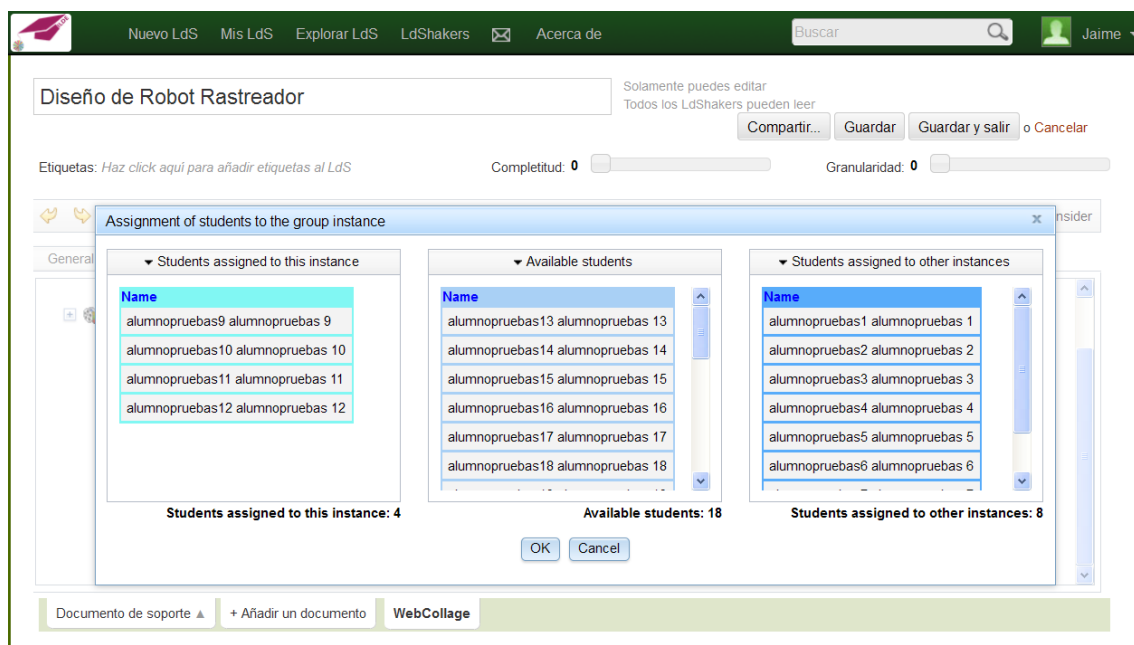 Nuevo LdS Mis LdS Explorar LdS LdShakers Acerca de Buscar Jaime
Diseño de Robot Rastreador
Solamente puedes editar
Todos los LdShakers pueden leer
Compartir... Guardar Guardar y salir o Cancelar
Etiquetas: Haz click aquí para añadir etiquetas al LdS Completitud: 0 Granularidad: 0
nsider
General
Assignment of students to the group instance x
Students assigned to this instance
Name
alumnopruebas9 alumnopruebas 9
alumnopruebas10 alumnopruebas 10
alumnopruebas11 alumnopruebas 11
alumnopruebas12 alumnopruebas 12
Students assigned to this instance: 4
Available students
Name
alumnopruebas13 alumnopruebas 13
alumnopruebas14 alumnopruebas 14
alumnopruebas15 alumnopruebas 15
alumnopruebas16 alumnopruebas 16
alumnopruebas17 alumnopruebas 17
alumnopruebas18 alumnopruebas 18
Available students: 18
Students assigned to other instances
Name
alumnopruebas1 alumnopruebas 1
alumnopruebas2 alumnopruebas 2
alumnopruebas3 alumnopruebas 3
alumnopruebas4 alumnopruebas 4
alumnopruebas5 alumnopruebas 5
alumnopruebas6 alumnopruebas 6
Students assigned to other instances: 8
OK Cancel
Documento de soporte ▲ + Añadir un documento WebCollage